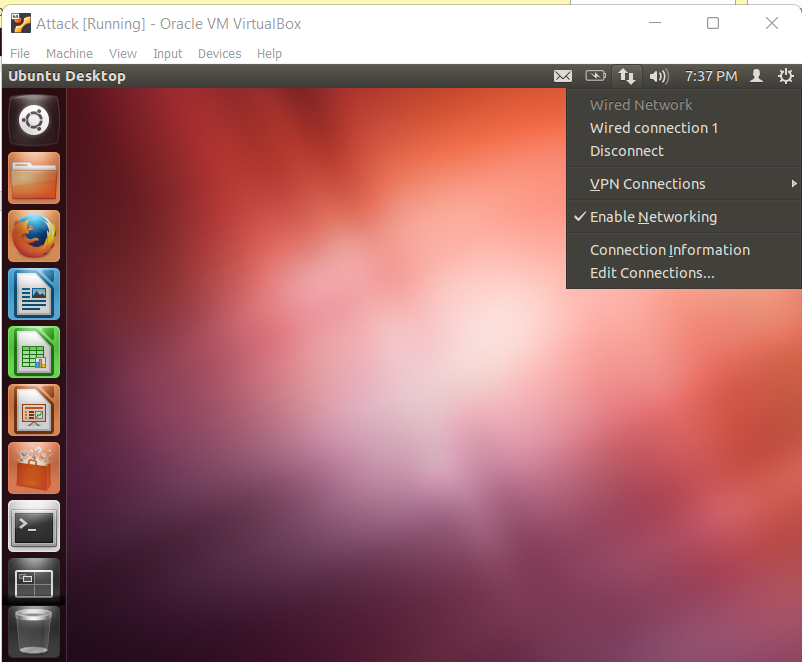 Attack [Running] - Oracle VM VirtualBox
File Machine View Input Devices Help
Ubuntu Desktop 7:37 PM
Wired Network
Wired connection 1
Disconnect
VPN Connections
Enable Networking
Connection Information
Edit Connections...